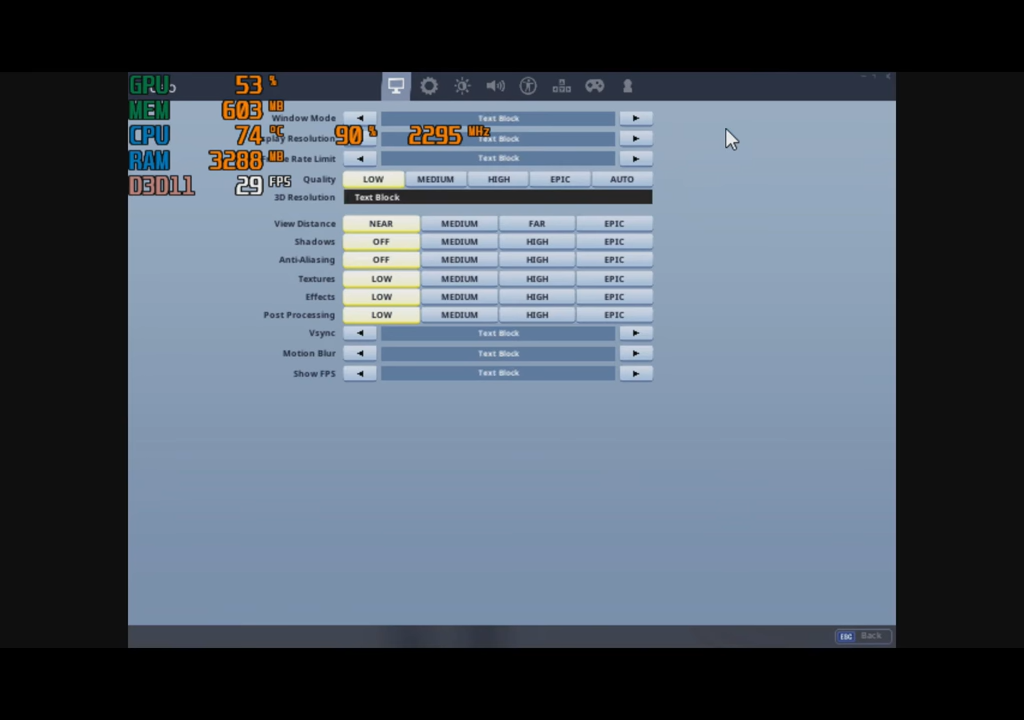 GPU 53 %
MEM 603 MB
CPU 74 °C 90 % 2295 MHz
RAM 3288 MB
D3D11 29 FPS
Window Mode ◄ Text Block ►
Resolution Text Block ►
Rate Limit ◄ Text Block ►
Quality LOW MEDIUM HIGH EPIC AUTO
3D Resolution Text Block
View Distance NEAR MEDIUM FAR EPIC
Shadows OFF MEDIUM HIGH EPIC
Anti-Aliasing OFF MEDIUM HIGH EPIC
Textures LOW MEDIUM HIGH EPIC
Effects LOW MEDIUM HIGH EPIC
Post Processing LOW MEDIUM HIGH EPIC
Vsync ◄ Text Block ►
Motion Blur ◄ Text Block ►
Show FPS ◄ Text Block ►
ESC Back